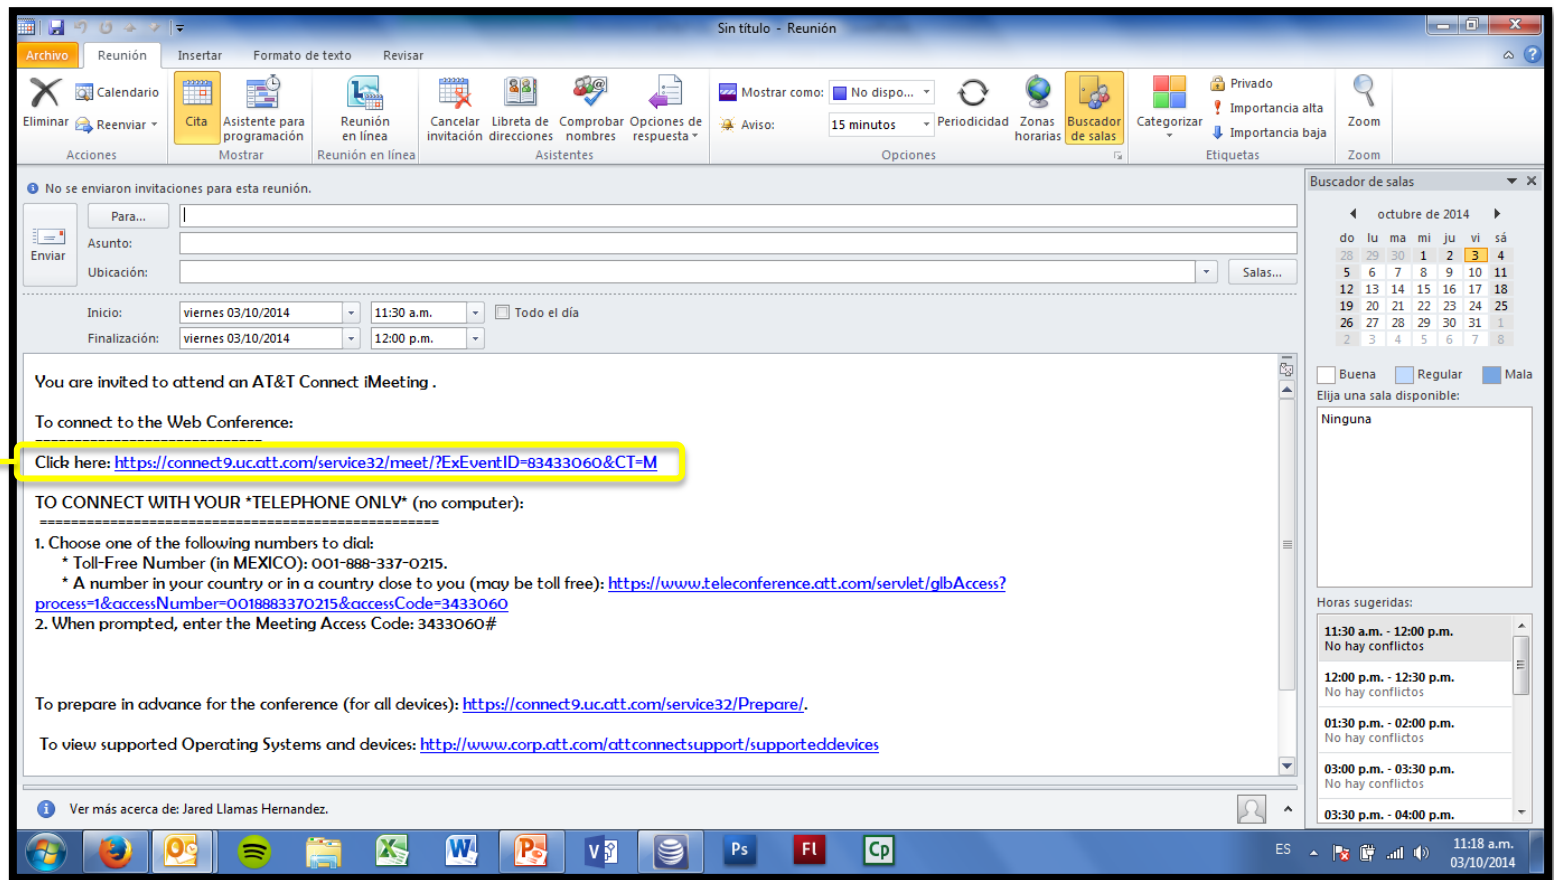 Sin título - Reunión
Archivo Reunión Insertar Formato de texto Revisar
Eliminar
Calendario
Reenviar
Acciones
Cita
Asistente para programación
Mostrar
Reunión en línea
Reunión en línea
Cancelar invitación
Libreta de direcciones
Comprobar nombres
Opciones de respuesta
Asistentes
Mostrar como: No dispo...
Aviso: 15 minutos
Periodicidad
Zonas horarias
Buscador de salas
Opciones
Categorizar
Privado
Importancia alta
Importancia baja
Etiquetas
Zoom
Zoom
No se enviaron invitaciones para esta reunión.
Enviar
Para...
Asunto:
Ubicación:
Salas...
Inicio: viernes 03/10/2014 11:30 a.m. Todo el día
Finalización: viernes 03/10/2014 12:00 p.m.
You are invited to attend an AT&T Connect iMeeting .
To connect to the Web Conference:
=============================
Click here: https://connect9.uc.att.com/service32/meet/?ExEventID=83433060&CT=M
TO CONNECT WITH YOUR *TELEPHONE ONLY* (no computer):
===================================================
1. Choose one of the following numbers to dial:
* Toll-Free Number (in MEXICO): 001-888-337-0215.
* A number in your country or in a country close to you (may be toll free): https://www.teleconference.att.com/servlet/glbAccess?
process=1&accessNumber=0018883370215&accessCode=3433060
2. When prompted, enter the Meeting Access Code: 3433060#
To prepare in advance for the conference (for all devices): https://connect9.uc.att.com/service32/Prepare/.
To view supported Operating Systems and devices: http://www.corp.att.com/attconnectsupport/supporteddevices
Ver más acerca de: Jared Llamas Hernandez.
Buscador de salas
octubre de 2014
do lu ma mi ju vi sá
28 29 30 1 2 3 4
5 6 7 8 9 10 11
12 13 14 15 16 17 18
19 20 21 22 23 24 25
26 27 28 29 30 31 1
2 3 4 5 6 7 8
Buena Regular Mala
Elija una sala disponible:
Ninguna
Horas sugeridas:
11:30 a.m. - 12:00 p.m.
No hay conflictos
12:00 p.m. - 12:30 p.m.
No hay conflictos
01:30 p.m. - 02:00 p.m.
No hay conflictos
03:00 p.m. - 03:30 p.m.
No hay conflictos
03:30 p.m. - 04:00 p.m.
Ps Fl Cp
ES
11:18 a.m.
03/10/2014